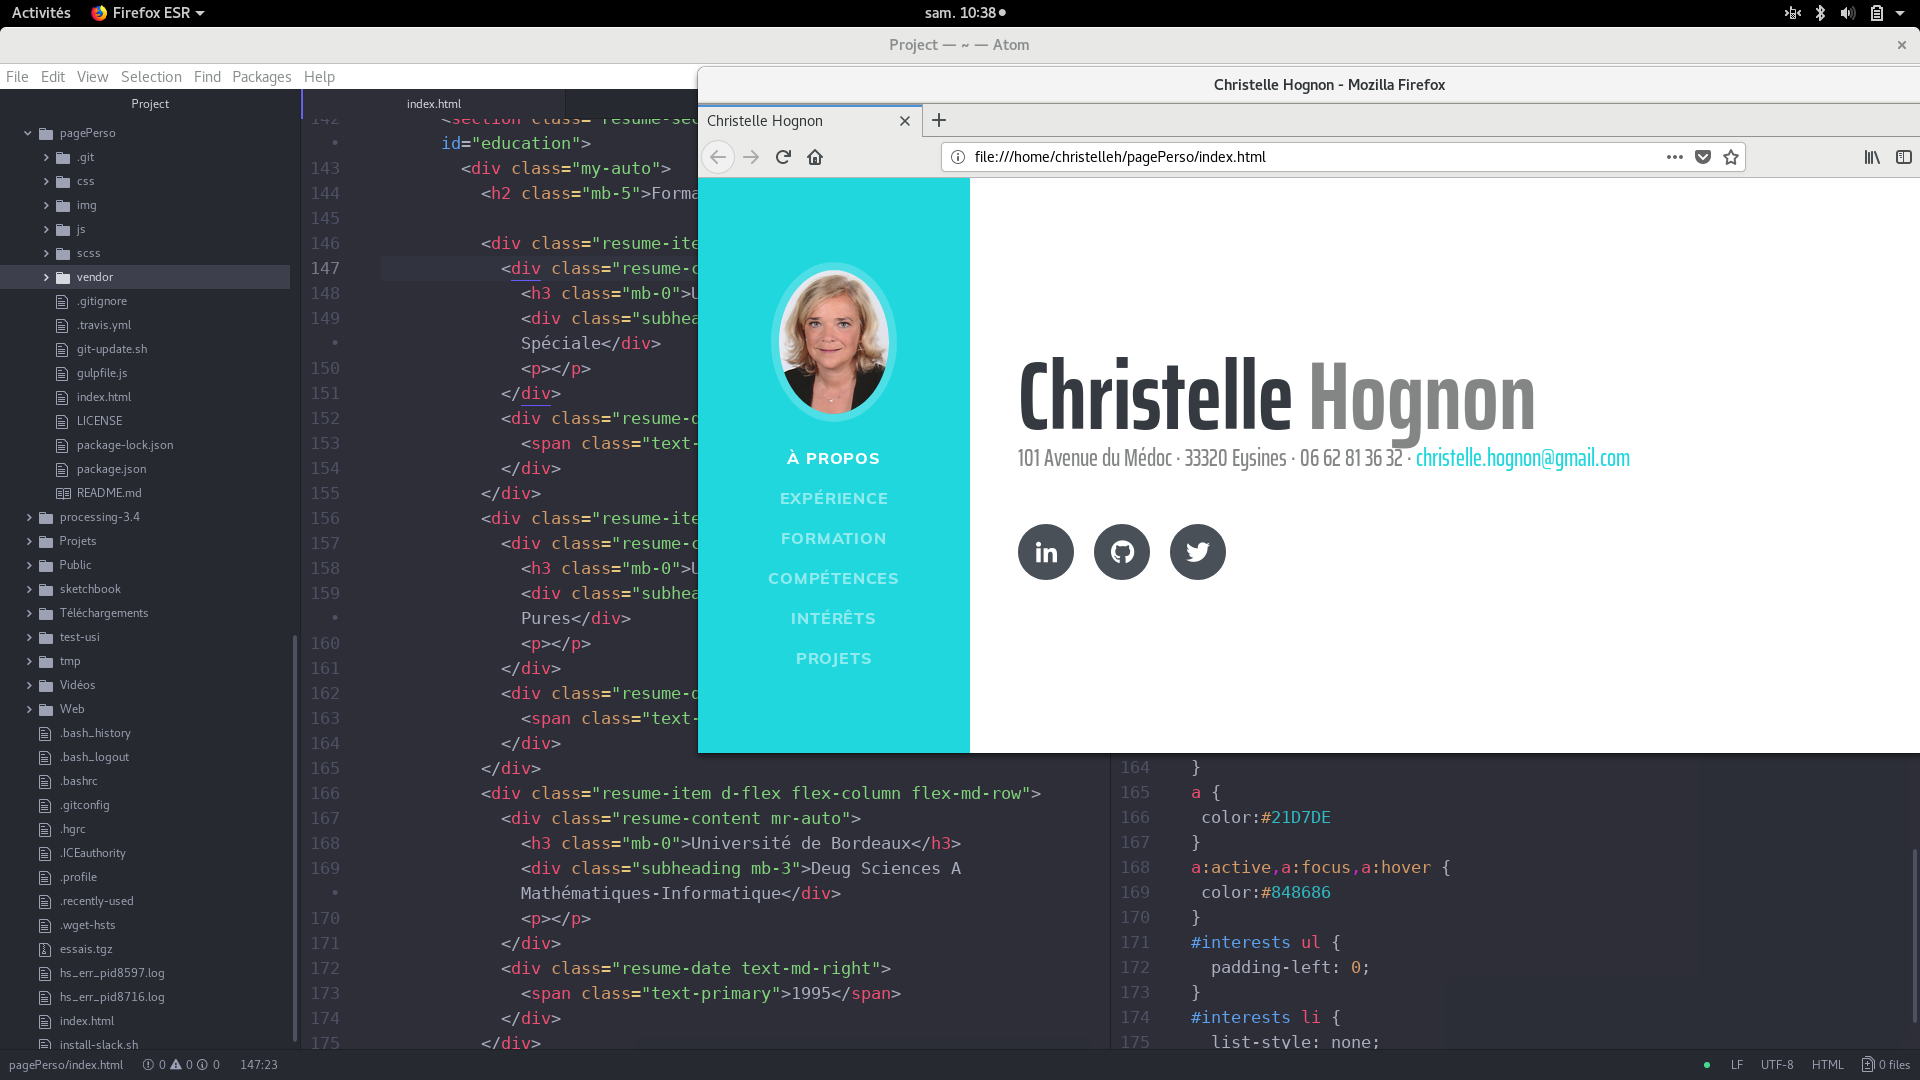 Activités
Firefox ESR
sam. 10:38
Project — ~ — Atom
File Edit View Selection Find Packages Help
Project
pagePerso
.git
css
img
js
scss
vendor
.gitignore
.travis.yml
git-update.sh
gulpfile.js
index.html
LICENSE
package-lock.json
package.json
README.md
processing-3.4
Projets
Public
sketchbook
Téléchargements
test-usi
tmp
Vidéos
Web
.bash_history
.bash_logout
.bashrc
.gitconfig
.hgrc
.ICEauthority
.profile
.recently-used
.wget-hsts
essais.tgz
hs_err_pid8597.log
hs_err_pid8716.log
index.html
install-slack.sh
index.html
142 <section class="resume-sec
id="education">
143 <div class="my-auto">
144 <h2 class="mb-5">Forma
145
146 <div class="resume-ite
147 <div class="resume-c
148 <h3 class="mb-0">U
149 <div class="subhea
Spéciale</div>
150 <p></p>
151 </div>
152 <div class="resume-d
153 <span class="text-
154 </div>
155 </div>
156 <div class="resume-ite
157 <div class="resume-c
158 <h3 class="mb-0">U
159 <div class="subhea
Pures</div>
160 <p></p>
161 </div>
162 <div class="resume-d
163 <span class="text-
164 </div>
165 </div>
166 <div class="resume-item d-flex flex-column flex-md-row">
167 <div class="resume-content mr-auto">
168 <h3 class="mb-0">Université de Bordeaux</h3>
169 <div class="subheading mb-3">Deug Sciences A
Mathématiques-Informatique</div>
170 <p></p>
171 </div>
172 <div class="resume-date text-md-right">
173 <span class="text-primary">1995</span>
174 </div>
175 </div>
Christelle Hognon - Mozilla Firefox
Christelle Hognon
file:///home/christelleh/pagePerso/index.html
À PROPOS
EXPÉRIENCE
FORMATION
COMPÉTENCES
INTÉRÊTS
PROJETS
Christelle Hognon
101 Avenue du Médoc · 33320 Eysines · 06 62 81 36 32 · christelle.hognon@gmail.com
in
164 }
165 a {
166 color:#21D7DE
167 }
168 a:active,a:focus,a:hover {
169 color:#848686
170 }
171 #interests ul {
172 padding-left: 0;
173 }
174 #interests li {
175 list-style: none;
pagePerso/index.html 0 0 0 147:23
LF UTF-8 HTML 0 files